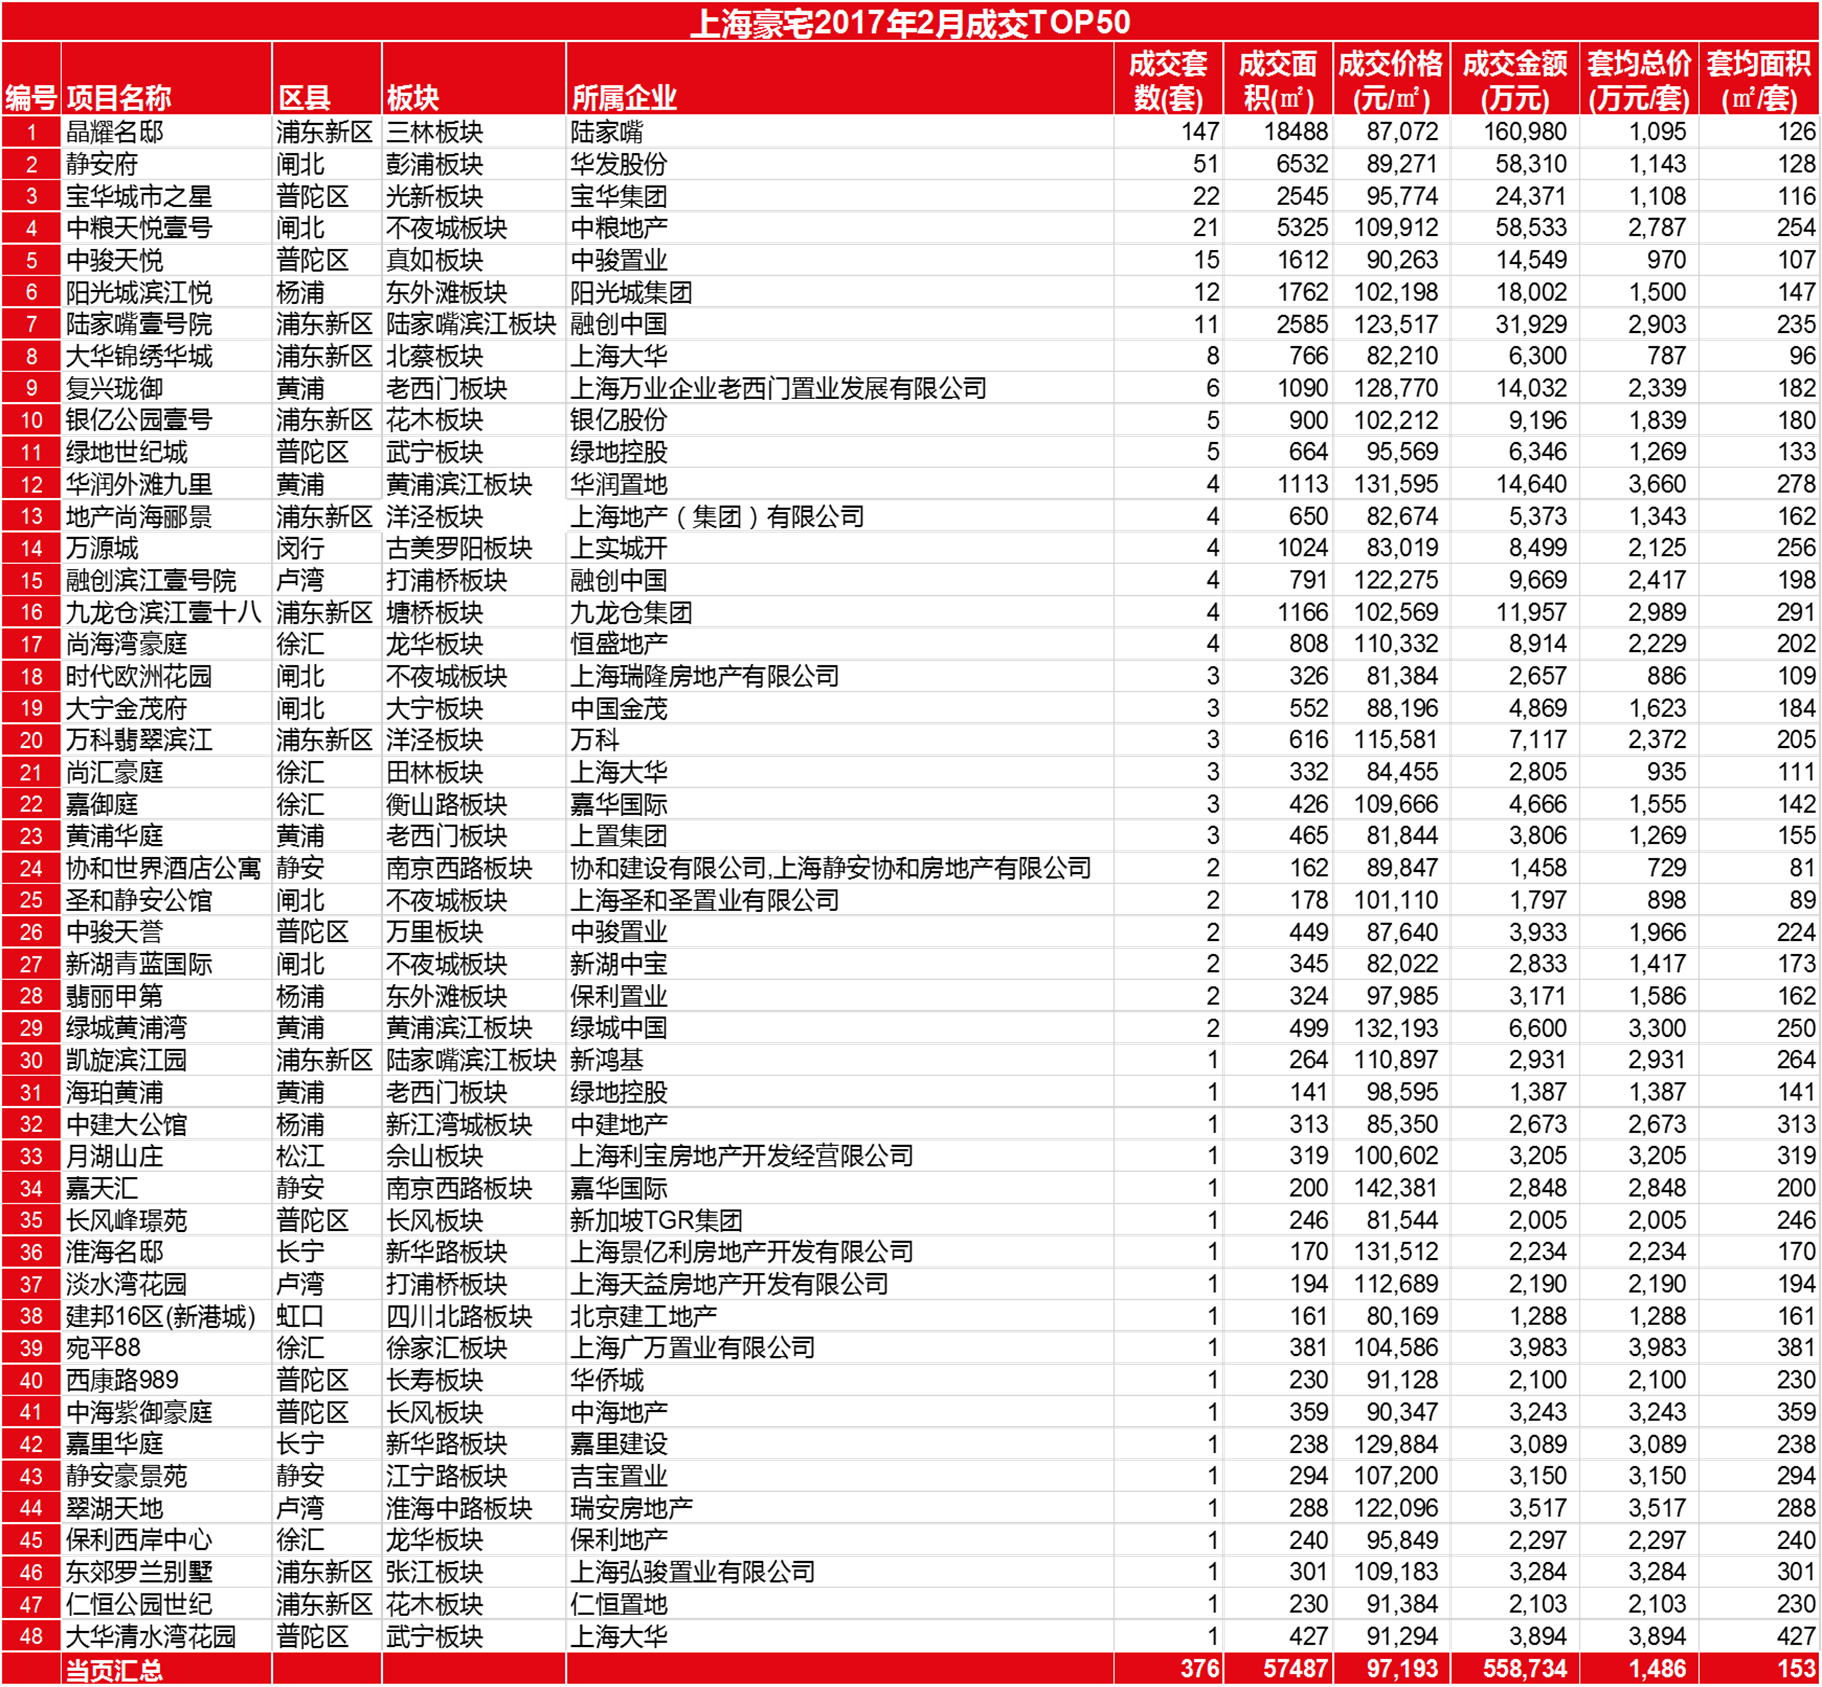 上海豪宅2017年2月成交TOP50
编号 项目名称 区县 板块 所属企业 成交套数(套) 成交面积(㎡) 成交价格(元/㎡) 成交金额(万元) 套均总价(万元/套) 套均面积(㎡/套)
1 晶耀名邸 浦东新区 三林板块 陆家嘴 147 18488 87,072 160,980 1,095 126
2 静安府 闸北 彭浦板块 华发股份 51 6532 89,271 58,310 1,143 128
3 宝华城市之星 普陀区 光新板块 宝华集团 22 2545 95,774 24,371 1,108 116
4 中粮天悦壹号 闸北 不夜城板块 中粮地产 21 5325 109,912 58,533 2,787 254
5 中骏天悦 普陀区 真如板块 中骏置业 15 1612 90,263 14,549 970 107
6 阳光城滨江悦 杨浦 东外滩板块 阳光城集团 12 1762 102,198 18,002 1,500 147
7 陆家嘴壹号院 浦东新区 陆家嘴滨江板块 融创中国 11 2585 123,517 31,929 2,903 235
8 大华锦绣华城 浦东新区 北蔡板块 上海大华 8 766 82,210 6,300 787 96
9 复兴珑御 黄浦 老西门板块 上海万业企业老西门置业发展有限公司 6 1090 128,770 14,032 2,339 182
10 银亿公园壹号 浦东新区 花木板块 银亿股份 5 900 102,212 9,196 1,839 180
11 绿地世纪城 普陀区 武宁板块 绿地控股 5 664 95,569 6,346 1,269 133
12 华润外滩九里 黄浦 黄浦滨江板块 华润置地 4 1113 131,595 14,640 3,660 278
13 地产尚海郦景 浦东新区 洋泾板块 上海地产（集团）有限公司 4 650 82,674 5,373 1,343 162
14 万源城 闵行 古美罗阳板块 上实城开 4 1024 83,019 8,499 2,125 256
15 融创滨江壹号院 卢湾 打浦桥板块 融创中国 4 791 122,275 9,669 2,417 198
16 九龙仓滨江壹十八 浦东新区 塘桥板块 九龙仓集团 4 1166 102,569 11,957 2,989 291
17 尚海湾豪庭 徐汇 龙华板块 恒盛地产 4 808 110,332 8,914 2,229 202
18 时代欧洲花园 闸北 不夜城板块 上海瑞隆房地产有限公司 3 326 81,384 2,657 886 109
19 大宁金茂府 闸北 大宁板块 中国金茂 3 552 88,196 4,869 1,623 184
20 万科翡翠滨江 浦东新区 洋泾板块 万科 3 616 115,581 7,117 2,372 205
21 尚汇豪庭 徐汇 田林板块 上海大华 3 332 84,455 2,805 935 111
22 嘉御庭 徐汇 衡山路板块 嘉华国际 3 426 109,666 4,666 1,555 142
23 黄浦华庭 黄浦 老西门板块 上置集团 3 465 81,844 3,806 1,269 155
24 协和世界酒店公寓 静安 南京西路板块 协和建设有限公司,上海静安协和房地产有限公司 2 162 89,847 1,458 729 81
25 圣和静安公馆 闸北 不夜城板块 上海圣和圣置业有限公司 2 178 101,110 1,797 898 89
26 中骏天誉 普陀区 万里板块 中骏置业 2 449 87,640 3,933 1,966 224
27 新湖青蓝国际 闸北 不夜城板块 新湖中宝 2 345 82,022 2,833 1,417 173
28 翡丽甲第 杨浦 东外滩板块 保利置业 2 324 97,985 3,171 1,586 162
29 绿城黄浦湾 黄浦 黄浦滨江板块 绿城中国 2 499 132,193 6,600 3,300 250
30 凯旋滨江园 浦东新区 陆家嘴滨江板块 新鸿基 1 264 110,897 2,931 2,931 264
31 海珀黄浦 黄浦 老西门板块 绿地控股 1 141 98,595 1,387 1,387 141
32 中建大公馆 杨浦 新江湾城板块 中建地产 1 313 85,350 2,673 2,673 313
33 月湖山庄 松江 佘山板块 上海利宝房地产开发经营限公司 1 319 100,602 3,205 3,205 319
34 嘉天汇 静安 南京西路板块 嘉华国际 1 200 142,381 2,848 2,848 200
35 长风峰璟苑 普陀区 长风板块 新加坡TGR集团 1 246 81,544 2,005 2,005 246
36 淮海名邸 长宁 新华路板块 上海景亿利房地产开发有限公司 1 170 131,512 2,234 2,234 170
37 淡水湾花园 卢湾 打浦桥板块 上海天益房地产开发有限公司 1 194 112,689 2,190 2,190 194
38 建邦16区(新港城) 虹口 四川北路板块 北京建工地产 1 161 80,169 1,288 1,288 161
39 宛平88 徐汇 徐家汇板块 上海广万置业有限公司 1 381 104,586 3,983 3,983 381
40 西康路989 普陀区 长寿板块 华侨城 1 230 91,128 2,100 2,100 230
41 中海紫御豪庭 普陀区 长风板块 中海地产 1 359 90,347 3,243 3,243 359
42 嘉里华庭 长宁 新华路板块 嘉里建设 1 238 129,884 3,089 3,089 238
43 静安豪景苑 静安 江宁路板块 吉宝置业 1 294 107,200 3,150 3,150 294
44 翠湖天地 卢湾 淮海中路板块 瑞安房地产 1 288 122,096 3,517 3,517 288
45 保利西岸中心 徐汇 龙华板块 保利地产 1 240 95,849 2,297 2,297 240
46 东郊罗兰别墅 浦东新区 张江板块 上海弘骏置业有限公司 1 301 109,183 3,284 3,284 301
47 仁恒公园世纪 浦东新区 花木板块 仁恒置地 1 230 91,384 2,103 2,103 230
48 大华清水湾花园 普陀区 武宁板块 上海大华 1 427 91,294 3,894 3,894 427
当页汇总 376 57487 97,193 558,734 1,486 153